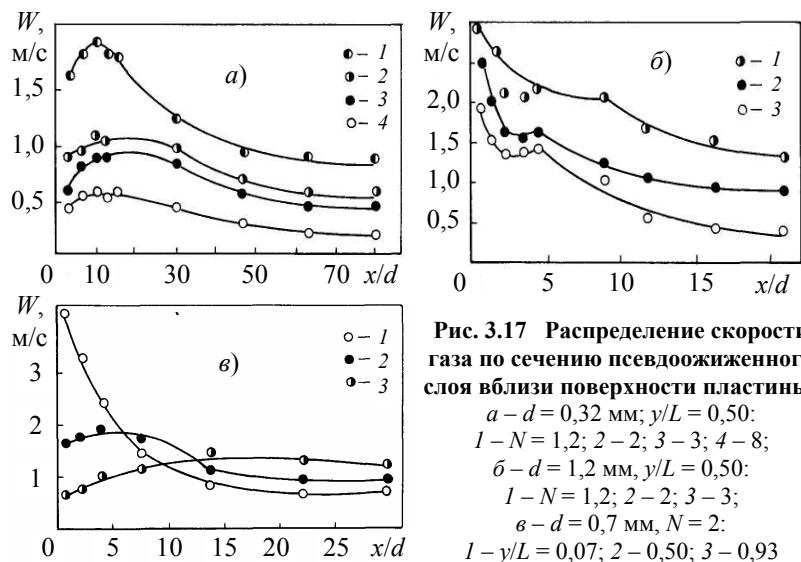 W,
м/с
1,5
1,0
0,5
0 10 30 50 70 x/d
а)
– 1
– 2
– 3
– 4
W,
м/с
2,0
1,5
1,0
0,5
0 5 10 15 x/d
б)
– 1
– 2
– 3
W,
м/с
3
2
1
0 5 10 15 20 25 x/d
в)
– 1
– 2
– 3
Рис. 3.17 Распределение скорости
газа по сечению псевдоожиженног
слоя вблизи поверхности пластины
а – d = 0,32 мм; y/L = 0,50:
1 – N = 1,2; 2 – 2; 3 – 3; 4 – 8;
б – d = 1,2 мм, y/L = 0,50:
1 – N = 1,2; 2 – 2; 3 – 3;
в – d = 0,7 мм, N = 2:
1 – y/L = 0,07; 2 – 0,50; 3 – 0,93